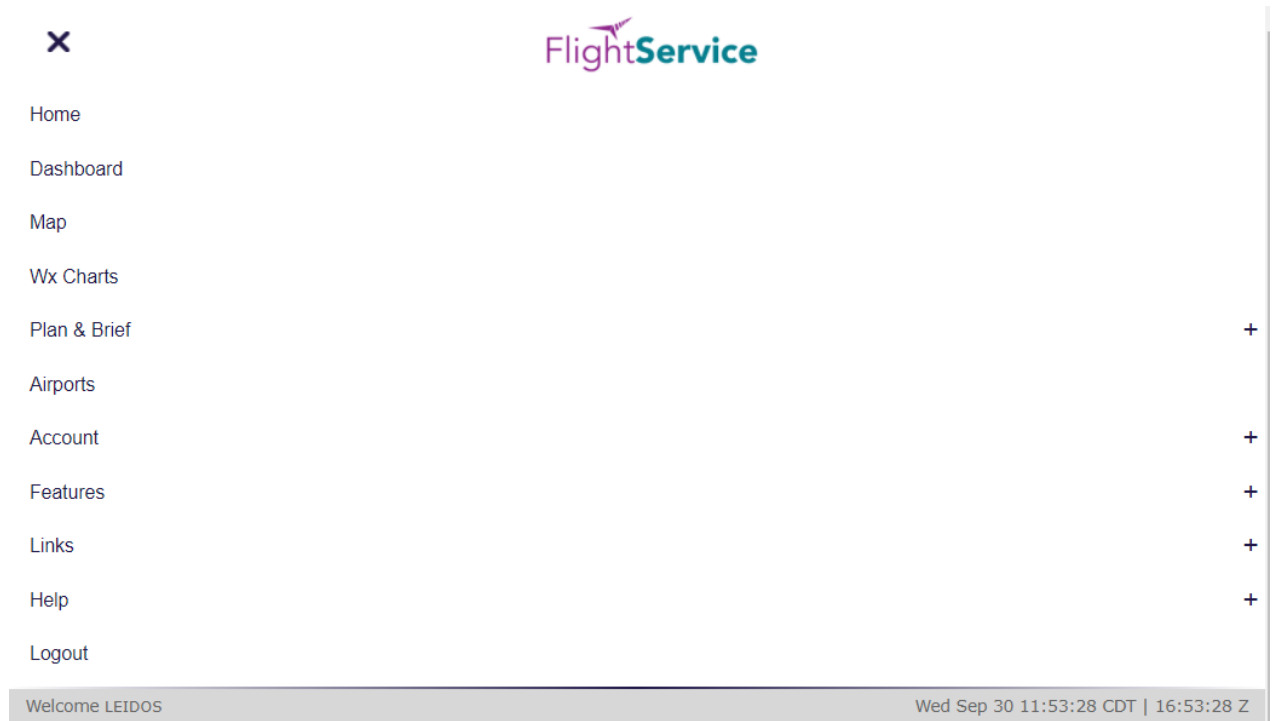 FlightService
Home
Dashboard
Map
Wx Charts
Plan & Brief +
Airports
Account +
Features +
Links +
Help +
Logout
Welcome LEIDOS Wed Sep 30 11:53:28 CDT | 16:53:28 Z